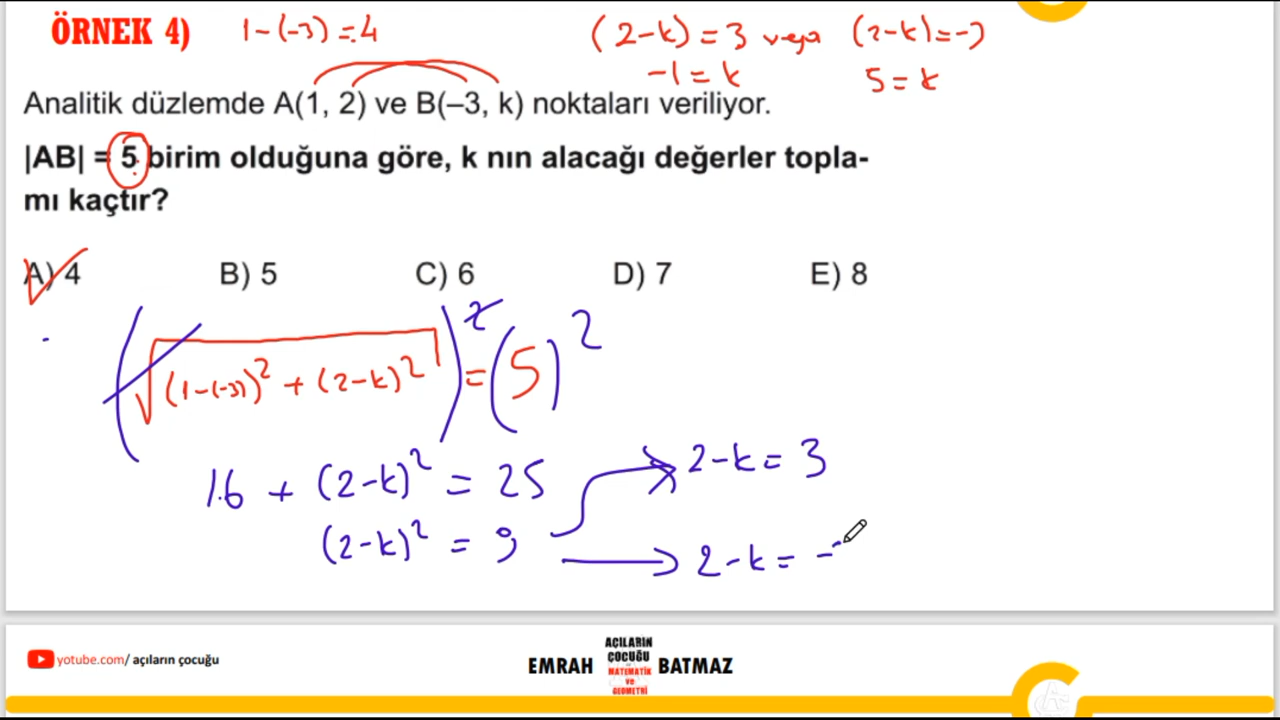 ÖRNEK 4) 1-(-3) = 4 (2-k) = 3 veya (2-k) = -3
-1 = k 5 = k
Analitik düzlemde A(1, 2) ve B(–3, k) noktaları veriliyor.
|AB| = 5 birim olduğuna göre, k nın alacağı değerler topla-
mı kaçtır?
A) 4 B) 5 C) 6 D) 7 E) 8
(√(1-(-3))² + (2-k)²)² = (5)²
16 + (2-k)² = 25
2-k = 3
(2-k)² = 9
2-k = -
yotube.com/ açıların çocuğu
EMRAH AÇILARIN ÇOCUĞU MATEMATİK ve GEOMETRİ BATMAZ